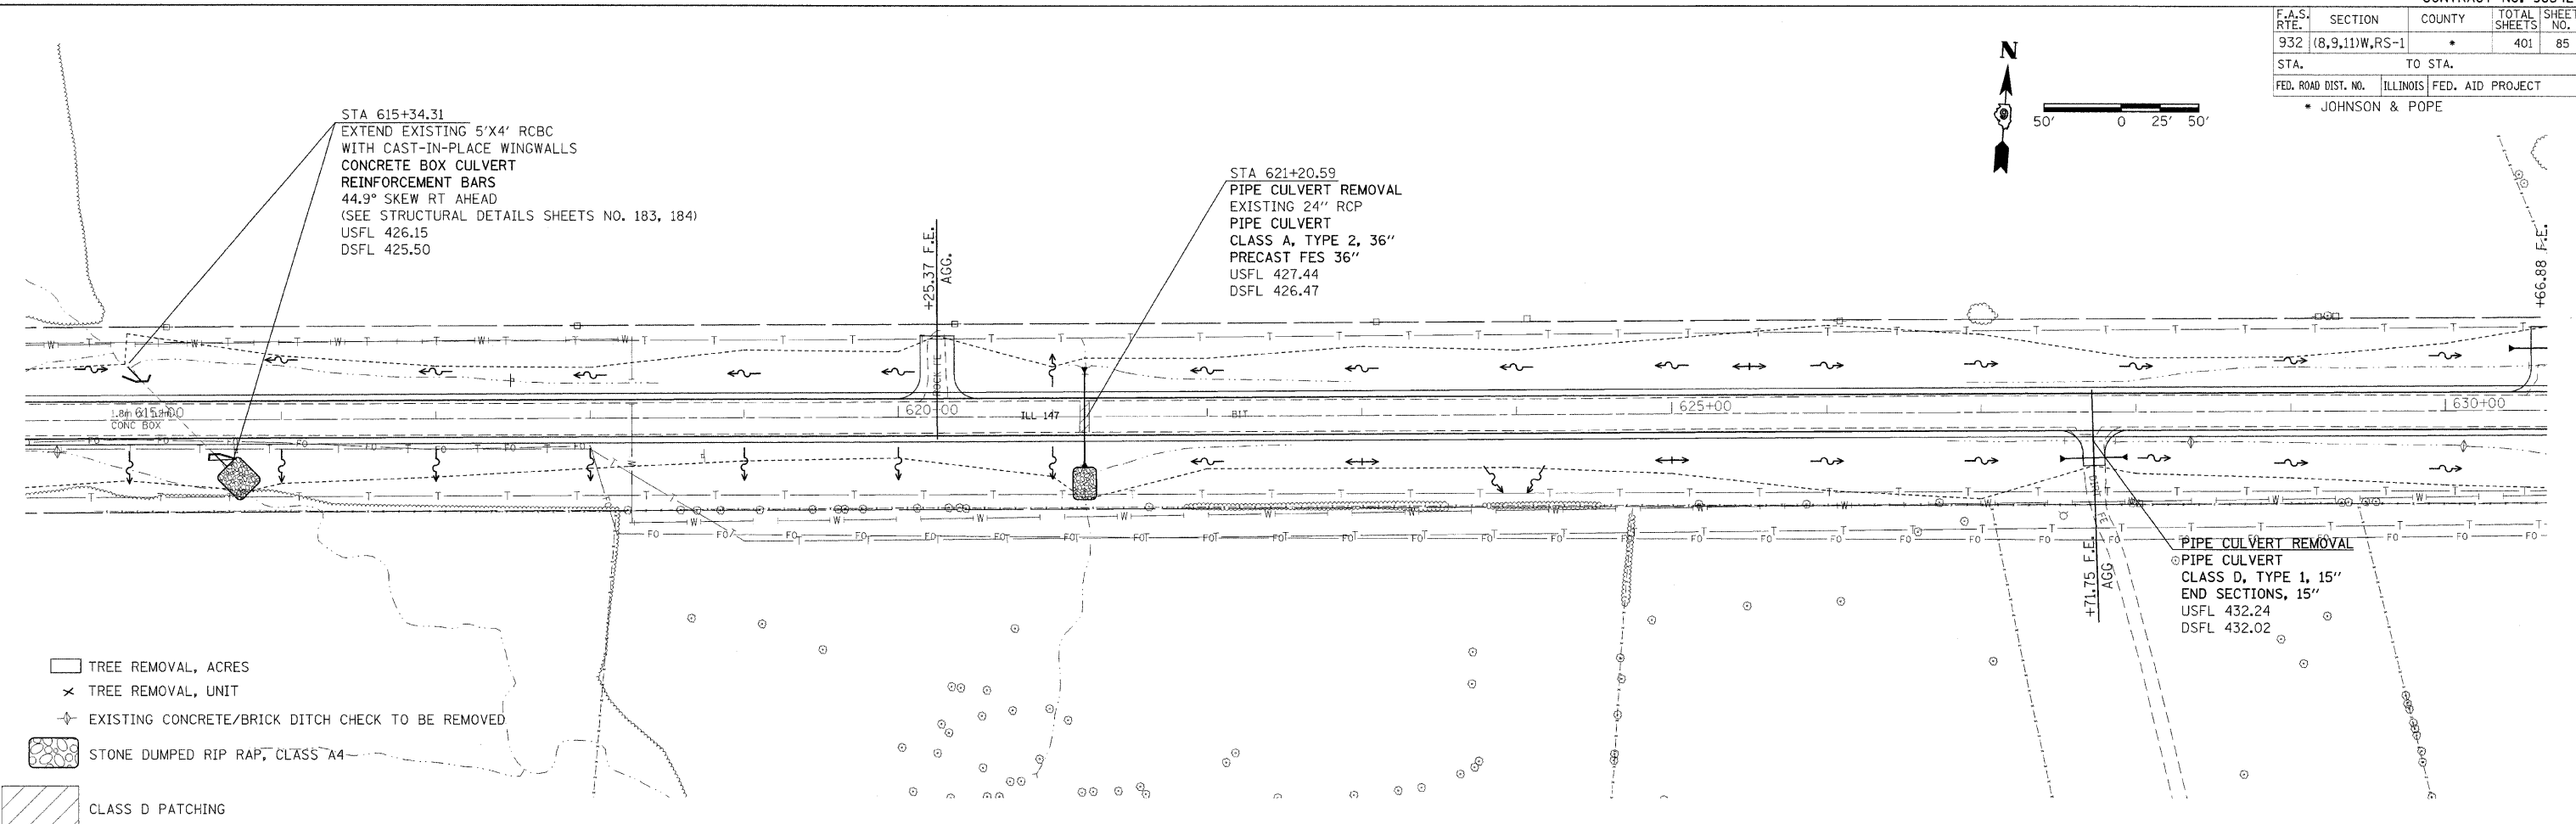 F.A.S. RTE. SECTION COUNTY TOTAL SHEETS SHEET NO.
932 (8,9,11)W,RS-1 * 401 85
STA. TO STA.
FED. ROAD DIST. NO. ILLINOIS FED. AID PROJECT
* JOHNSON & POPE
N
50' 0 25' 50'
STA 615+34.31
EXTEND EXISTING 5'X4' RCBC
WITH CAST-IN-PLACE WINGWALLS
CONCRETE BOX CULVERT
REINFORCEMENT BARS
44.9° SKEW RT AHEAD
(SEE STRUCTURAL DETAILS SHEETS NO. 183, 184)
USFL 426.15
DSFL 425.50
STA 621+20.59
PIPE CULVERT REMOVAL
EXISTING 24" RCP
PIPE CULVERT
CLASS A, TYPE 2, 36"
PRECAST FES 36"
USFL 427.44
DSFL 426.47
+25.37 F.E.
AGG.
+66.88 F.E.
615+00
CONC BOX
620+00
ILL 147
BIT
625+00
630+00
+71.75 F.E.
AGG
PIPE CULVERT REMOVAL
PIPE CULVERT
CLASS D, TYPE 1, 15"
END SECTIONS, 15"
USFL 432.24
DSFL 432.02
TREE REMOVAL, ACRES
TREE REMOVAL, UNIT
EXISTING CONCRETE/BRICK DITCH CHECK TO BE REMOVED
STONE DUMPED RIP RAP, CLASS A4
CLASS D PATCHING